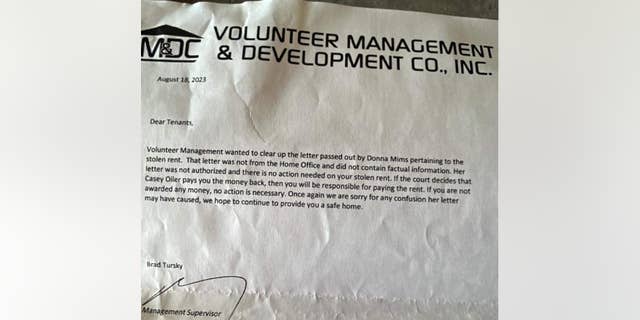 VOLUNTEER MANAGEMENT
M&DC
& DEVELOPMENT CO., INC.
August 18, 2023
Dear Tenants,
Volunteer Management wanted to clear up the letter passed out by Donna Mims pertaining to the
stolen rent. That letter was not from the Home Office and did not contain factual information. Her
letter was not authorized and there is no action needed on your stolen rent. If the court decides that
Casey Oiler pays you the money back, then you will be responsible for paying the rent. If you are not
awarded any money, no action is necessary. Once again we are sorry for any confusion her letter
may have caused, we hope to continue to provide you a safe home.
Brad Tursky
Management Supervisor